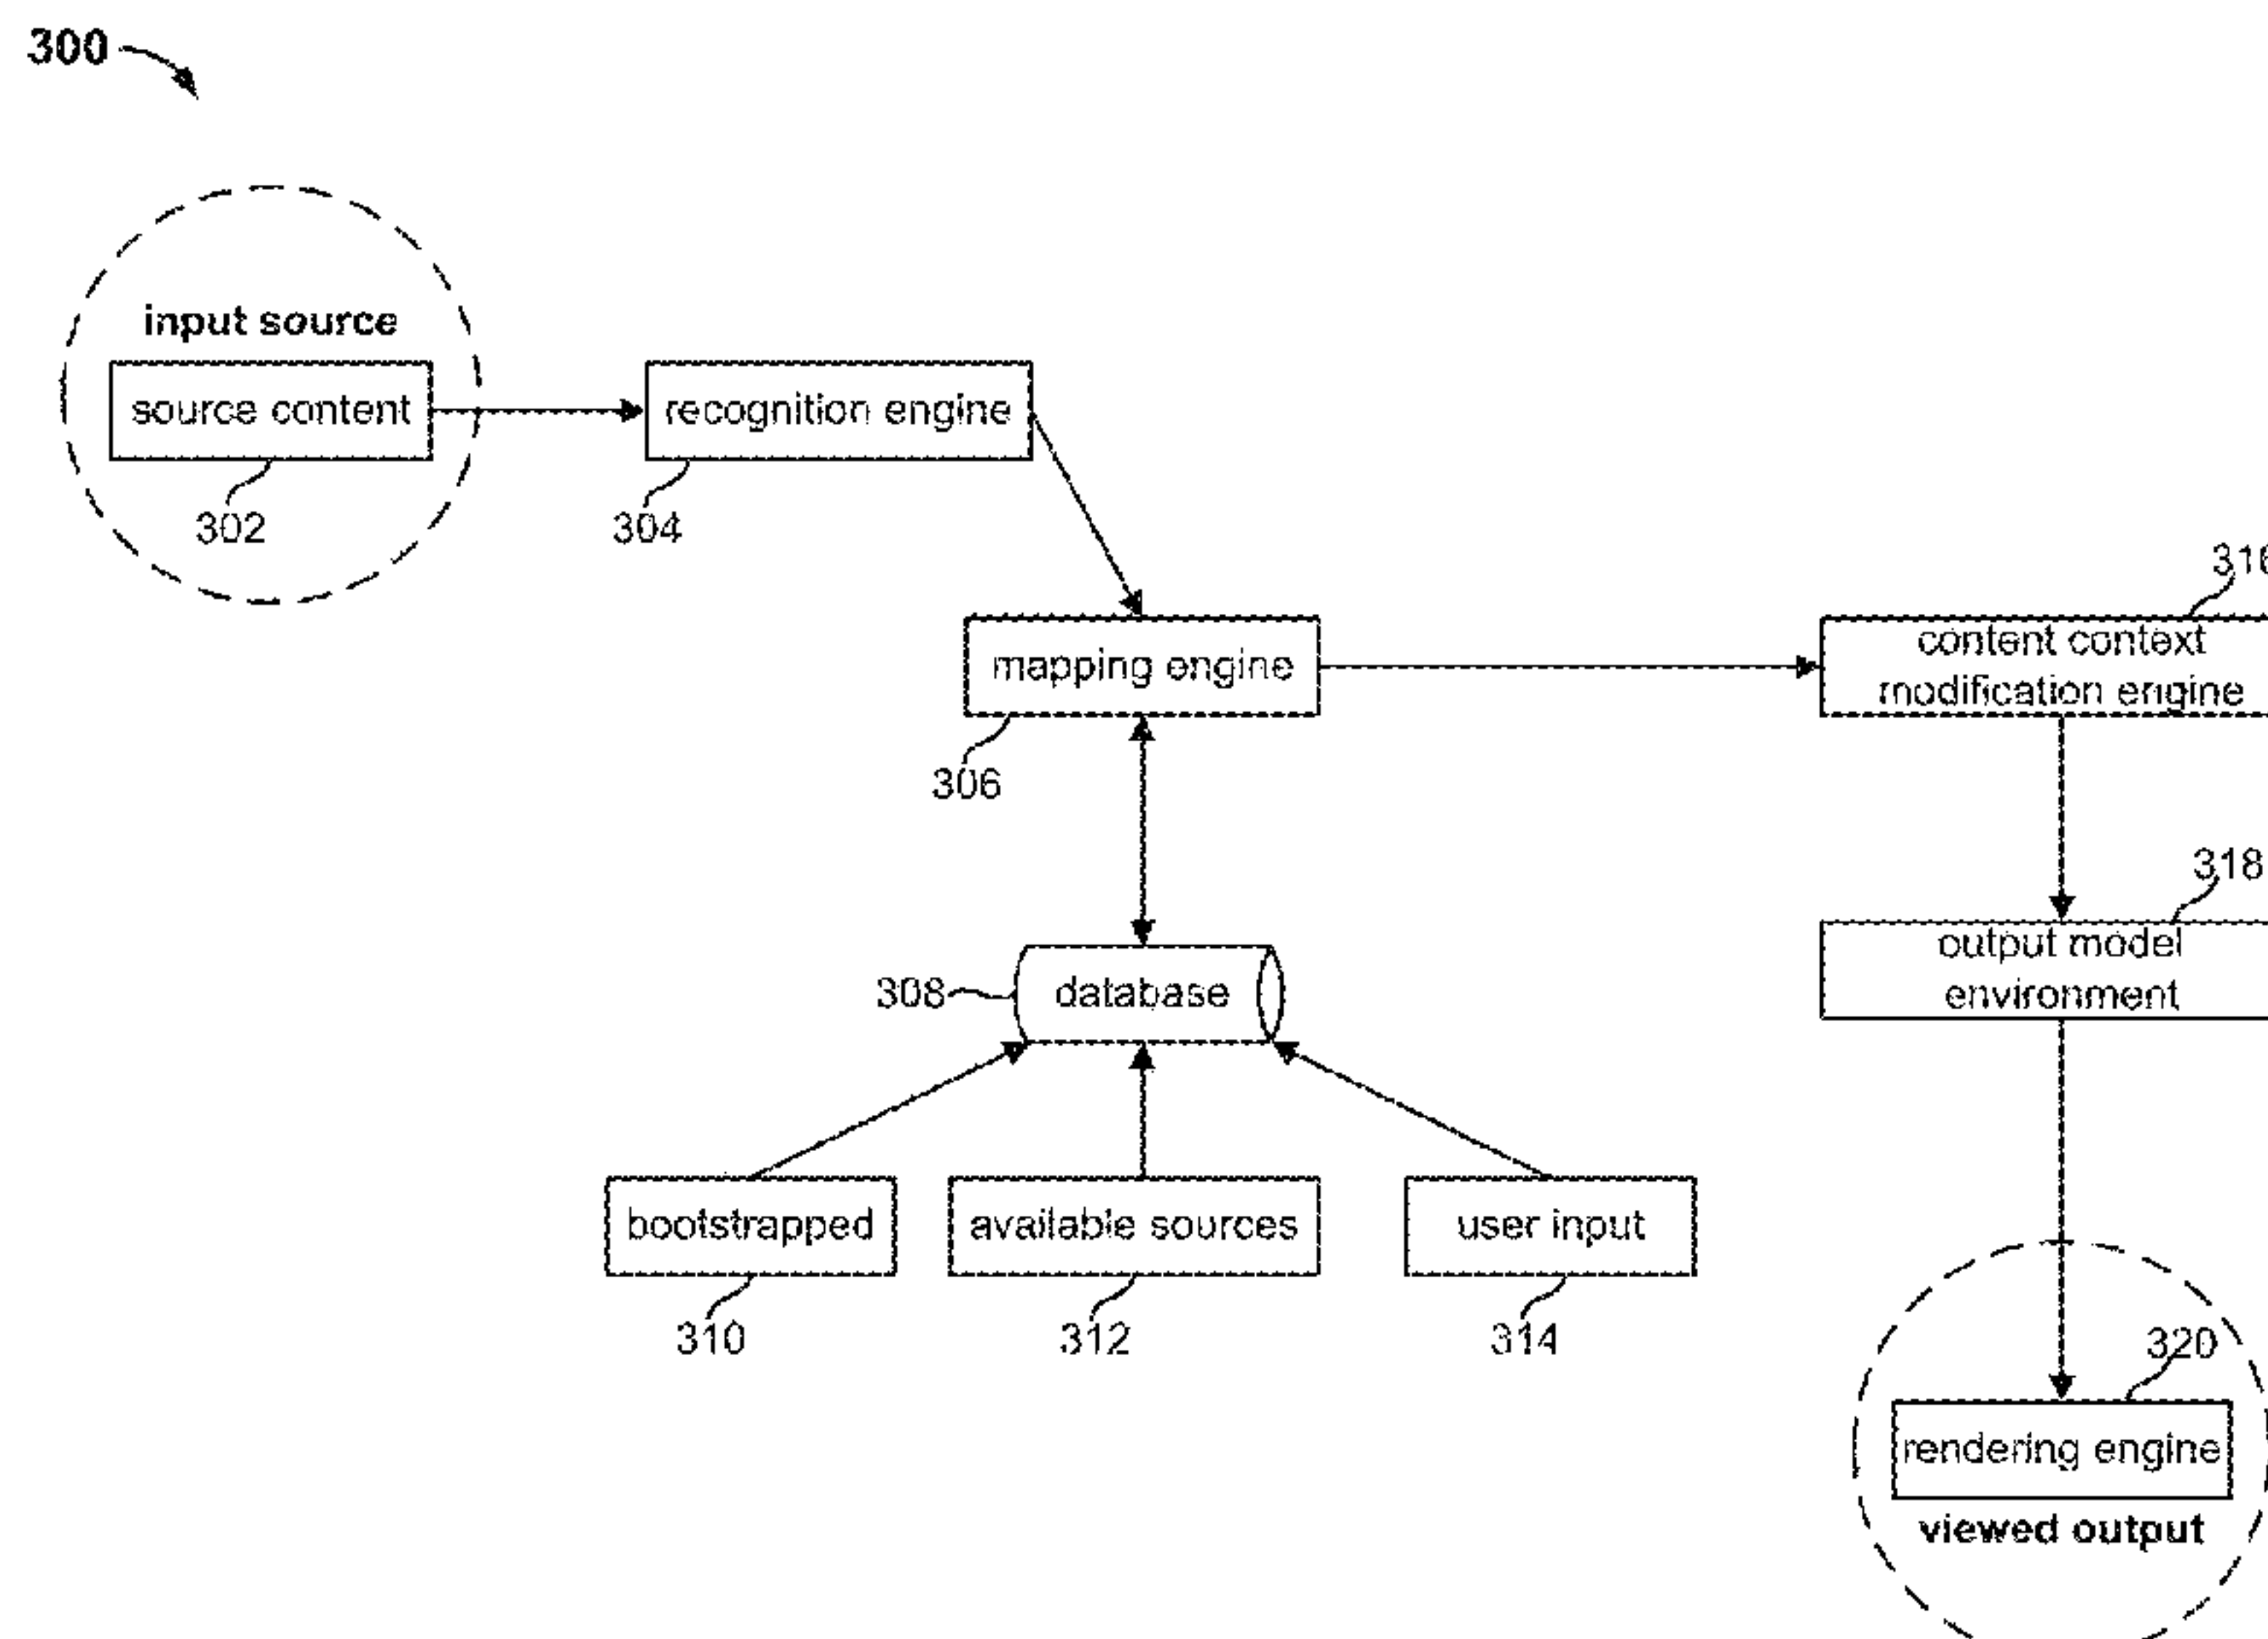 300
input source
source content
302
recognition engine
304
mapping engine
306
316
content context
modification engine
318
output model
environment
308
database
bootstrapped
310
available sources
312
user input
314
320
rendering engine
viewed output